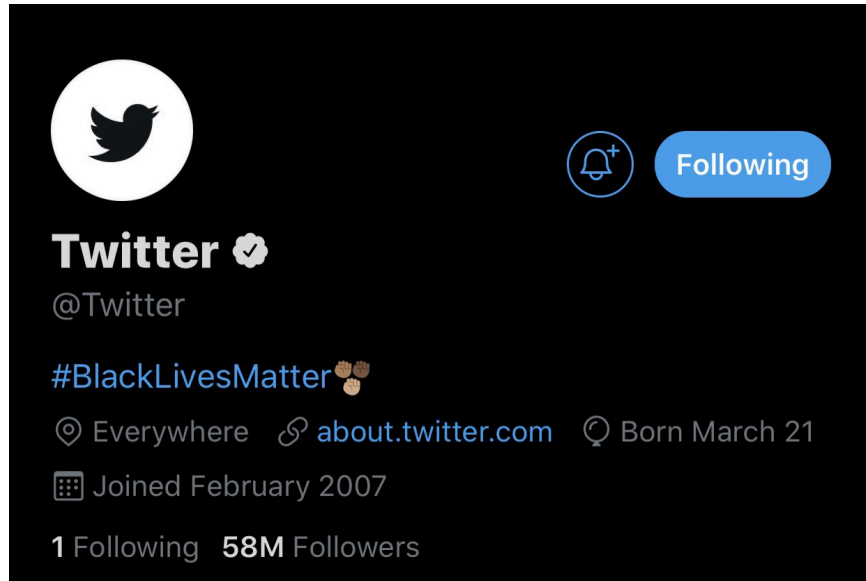 Following
Twitter
@Twitter
#BlackLivesMatter
Everywhere about.twitter.com Born March 21
Joined February 2007
1 Following 58M Followers